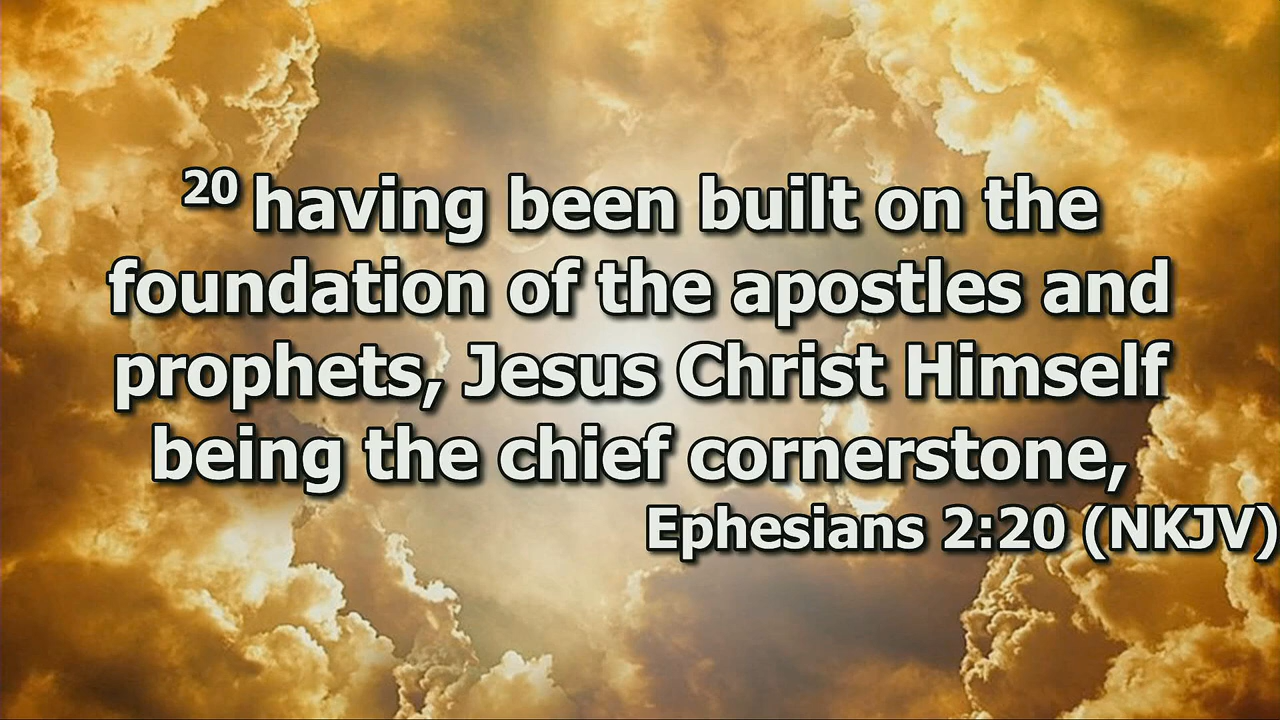 20 having been built on the
foundation of the apostles and
prophets, Jesus Christ Himself
being the chief cornerstone,
Ephesians 2:20 (NKJV)